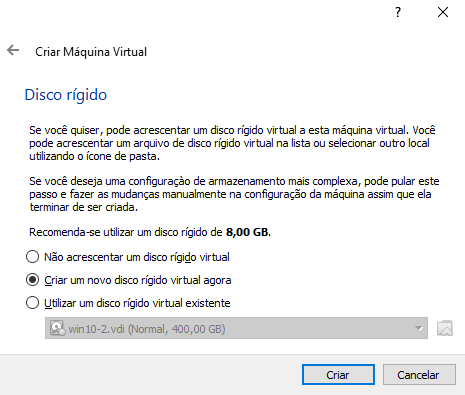 ?
Criar Máquina Virtual
Disco rígido
Se você quiser, pode acrescentar um disco rígido virtual a esta máquina virtual. Você
pode acrescentar um arquivo de disco rígido virtual na lista ou selecionar outro local
utilizando o ícone de pasta.
Se você deseja uma configuração de armazenamento mais complexa, pode pular este
passo e fazer as mudanças manualmente na configuração da máquina assim que ela
terminar de ser criada.
Recomenda-se utilizar um disco rígido de 8,00 GB.
Não acrescentar um disco rígido virtual
Criar um novo disco rígido virtual agora
Utilizar um disco rígido virtual existente
win10-2.vdi (Normal, 400,00 GB)
Criar
Cancelar